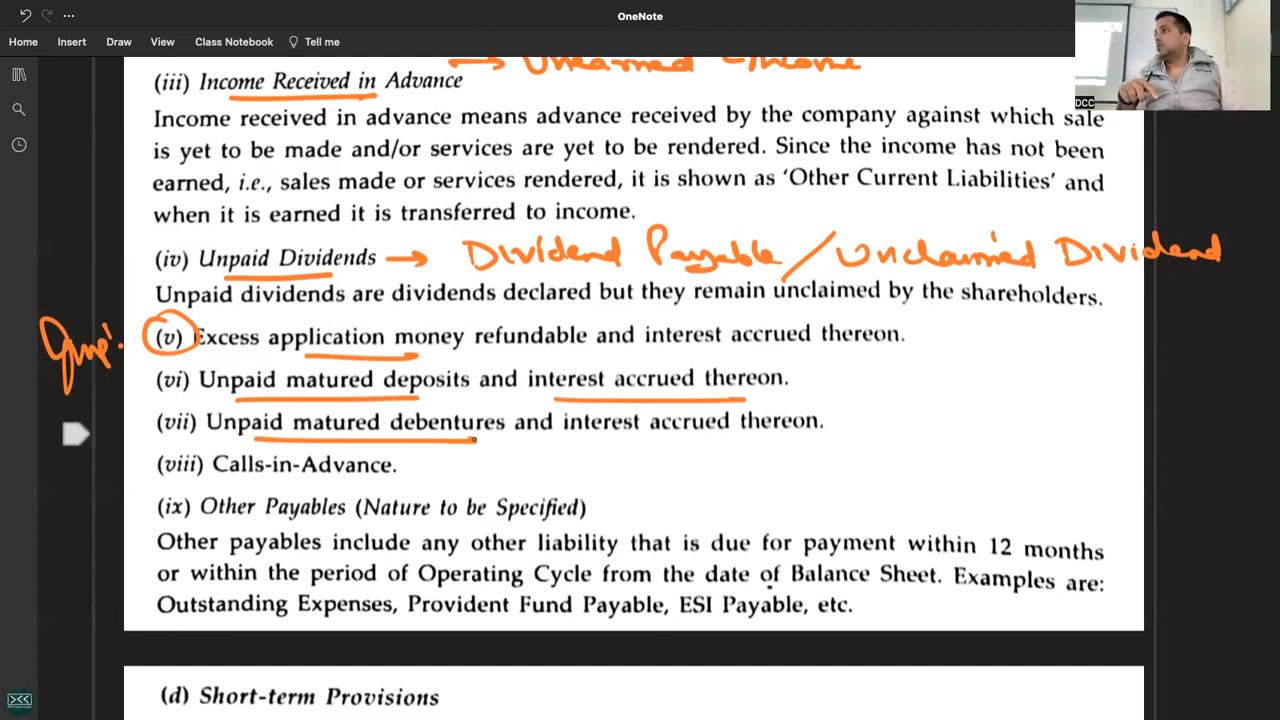 OneNote
Home Insert Draw View Class Notebook Tell me
DCC
→ Unearned Income
(iii) Income Received in Advance
Income received in advance means advance received by the company against which sale
is yet to be made and/or services are yet to be rendered. Since the income has not been
earned, i.e., sales made or services rendered, it is shown as 'Other Current Liabilities' and
when it is earned it is transferred to income.
(iv) Unpaid Dividends → Dividend Payable / Unclaimed Dividend
Unpaid dividends are dividends declared but they remain unclaimed by the shareholders.
Imp. (v) Excess application money refundable and interest accrued thereon.
(vi) Unpaid matured deposits and interest accrued thereon.
(vii) Unpaid matured debentures and interest accrued thereon.
(viii) Calls-in-Advance.
(ix) Other Payables (Nature to be Specified)
Other payables include any other liability that is due for payment within 12 months
or within the period of Operating Cycle from the date of Balance Sheet. Examples are:
Outstanding Expenses, Provident Fund Payable, ESI Payable, etc.
(d) Short-term Provisions